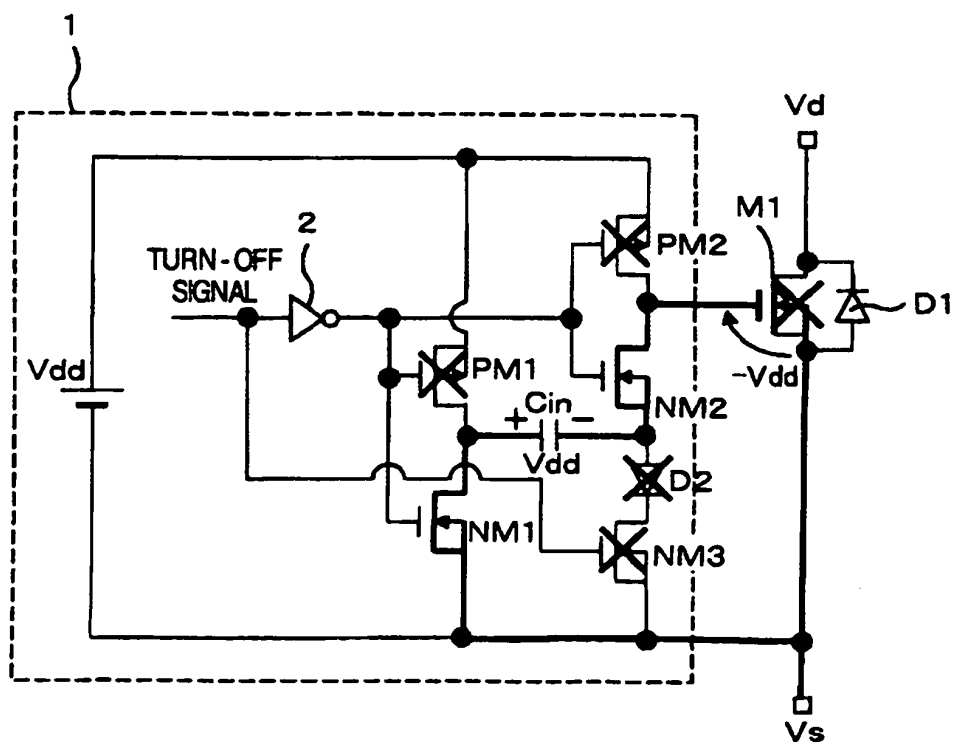 1
Vd
M1
2
PM2
TURN-OFF
SIGNAL
D1
Vdd
PM1
-Vdd
+ Cin -
NM2
Vdd
D2
NM1
NM3
Vs